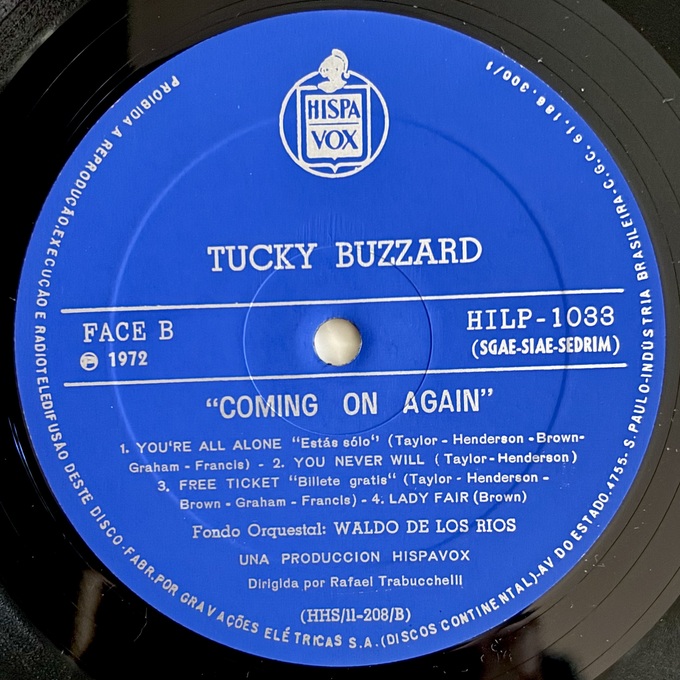 HISPA
VOX
TUCKY BUZZARD
FACE B
Ⓟ 1972
HILP-1033
(SGAE-SIAE-SEDRIM)
"COMING ON AGAIN"
1. YOU'RE ALL ALONE "Estás sólo" (Taylor - Henderson - Brown-
Graham - Francis) - 2. YOU NEVER WILL (Taylor-Henderson)
3. FREE TICKET "Billete gratis" (Taylor - Henderson -
Brown - Graham - Francis) - 4. LADY FAIR (Brown)
Fondo Orquestal: WALDO DE LOS RIOS
UNA PRODUCCION HISPAVOX
Dirigida por Rafael Trabucchelli
(HHS/11-208/B)
PROIBIDA A REPRODUÇÃO,EXECUÇÃO E RADIOTELEDIFUSÃO DESTE DISCO-FABR.POR GRAVAÇÕES ELÉTRICAS S.A.(DISCOS CONTINENTAL)-AV DO ESTADO.4755-S.PAULO-INDÚSTRIA BRASILEIRA-C.G.C. 61.186.300/1